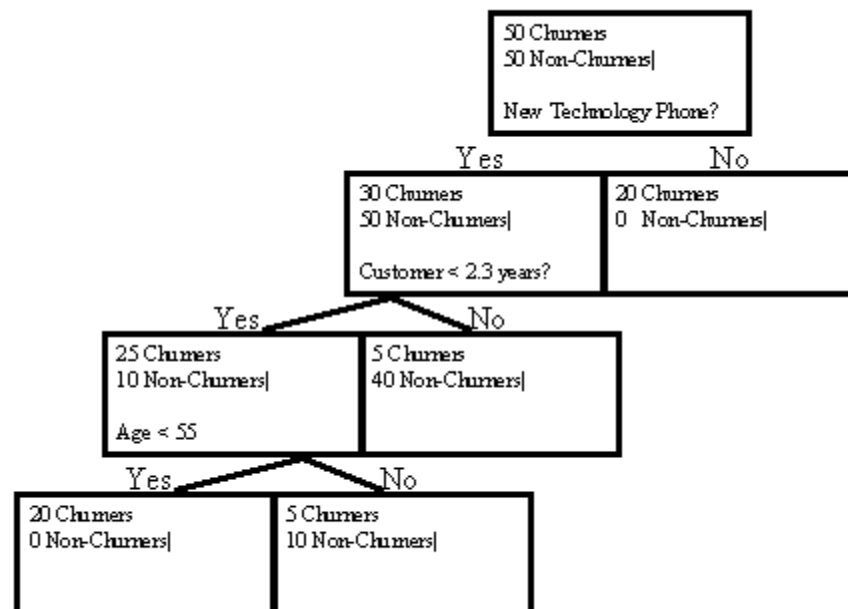 50 Churners
50 Non-Churners|
New Technology Phone?
Yes
No
30 Churners
50 Non-Churners|
Customer < 2.3 years?
20 Churners
0 Non-Churners|
Yes
No
25 Churners
10 Non-Churners|
Age < 55
5 Churners
40 Non-Churners|
Yes
No
20 Churners
0 Non-Churners|
5 Churners
10 Non-Churners|